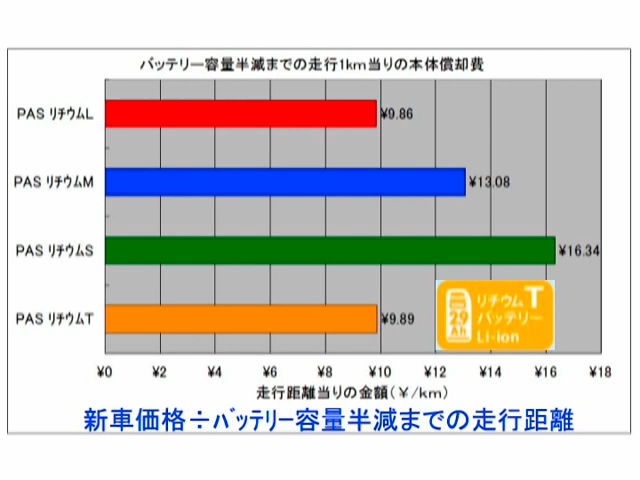 バッテリー容量半減までの走行1km当りの本体償却費
PAS リチウムL
¥9.86
PAS リチウムM
¥13.08
PAS リチウムS
¥16.34
PAS リチウムT
¥9.89
リチウムT
バッテリー
Li-ion
2.9
Ah
¥0 ¥2 ¥4 ¥6 ¥8 ¥10 ¥12 ¥14 ¥16 ¥18
走行距離当りの金額(¥/km)
新車価格÷バッテリー容量半減までの走行距離